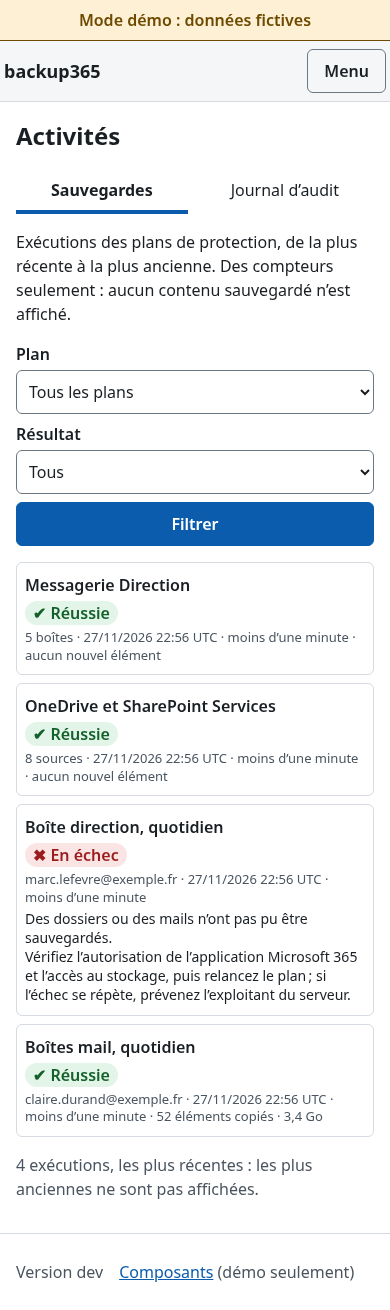 Mode démo : données fictives
backup365
Menu
Activités
Sauvegardes
Journal d’audit
Exécutions des plans de protection, de la plus
récente à la plus ancienne. Des compteurs
seulement : aucun contenu sauvegardé n’est
affiché.
Plan
Tous les plans
Résultat
Tous
Filtrer
Messagerie Direction
✔ Réussie
5 boîtes · 27/11/2026 22:56 UTC · moins d’une minute ·
aucun nouvel élément
OneDrive et SharePoint Services
✔ Réussie
8 sources · 27/11/2026 22:56 UTC · moins d’une minute
· aucun nouvel élément
Boîte direction, quotidien
✖ En échec
marc.lefevre@exemple.fr · 27/11/2026 22:56 UTC ·
moins d’une minute
Des dossiers ou des mails n’ont pas pu être
sauvegardés.
Vérifiez l’autorisation de l’application Microsoft 365
et l’accès au stockage, puis relancez le plan ; si
l’échec se répète, prévenez l’exploitant du serveur.
Boîtes mail, quotidien
✔ Réussie
claire.durand@exemple.fr · 27/11/2026 22:56 UTC ·
moins d’une minute · 52 éléments copiés · 3,4 Go
4 exécutions, les plus récentes : les plus
anciennes ne sont pas affichées.
Version dev Composants (démo seulement)